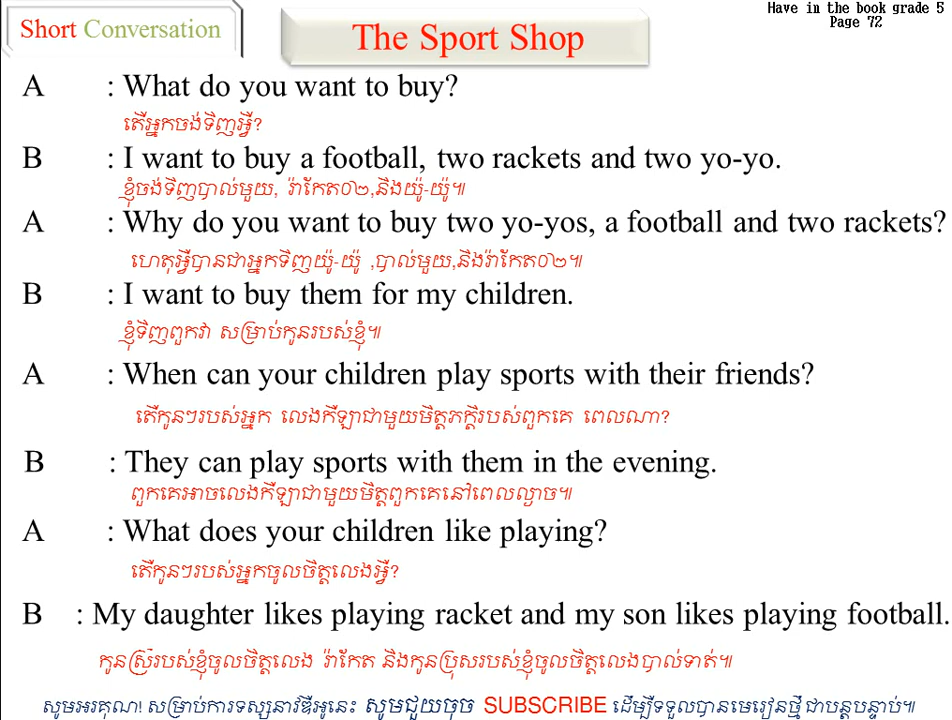 Short Conversation
The Sport Shop
Have in the book grade 5
Page 72
A : What do you want to buy?
តើអ្នកចង់ទិញអ្វី?
B : I want to buy a football, two rackets and two yo-yo.
ខ្ញុំចង់ទិញបាល់មួយ, រ៉ាកែត០២,និងយ៉ូ-យ៉ូ។
A : Why do you want to buy two yo-yos, a football and two rackets?
ហេតុអ្វីបានជាអ្នកទិញយ៉ូ-យ៉ូ ,បាល់មួយ,និងរ៉ាកែត០២។
B : I want to buy them for my children.
ខ្ញុំទិញពួកវា សម្រាប់កូនរបស់ខ្ញុំ។
A : When can your children play sports with their friends?
តើកូនៗរបស់អ្នក លេងកីឡាជាមួយមិត្តភក្តិរបស់ពួកគេ ពេលណា?
B : They can play sports with them in the evening.
ពួកគេអាចលេងកីឡាជាមួយមិត្តពួកគេនៅពេលល្ងាច។
A : What does your children like playing?
តើកូនៗរបស់អ្នកចូលចិត្តលេងអ្វី?
B : My daughter likes playing racket and my son likes playing football.
កូនស្រីរបស់ខ្ញុំចូលចិត្តលេង រ៉ាកែត និងកូនប្រុសរបស់ខ្ញុំចូលចិត្តលេងបាល់ទាត់។
សូមអរគុណ! សម្រាប់ការទស្សនាវីឌីអូនេះ សូមជួយចុច SUBSCRIBE ដើម្បីទទួលបានមេរៀនថ្មី ជាបន្តបន្ទាប់។